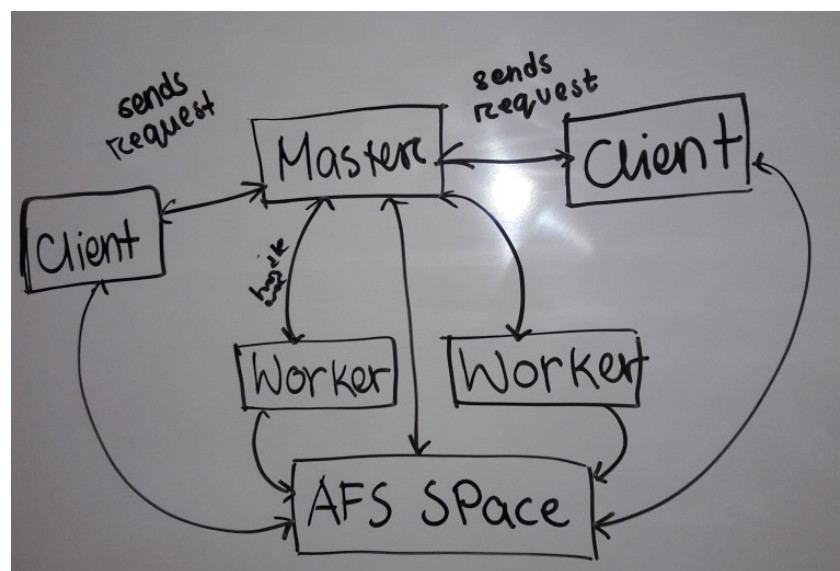 sends
request
sends
request
Master
Client
Client
Worker
Worker
AFS SPace